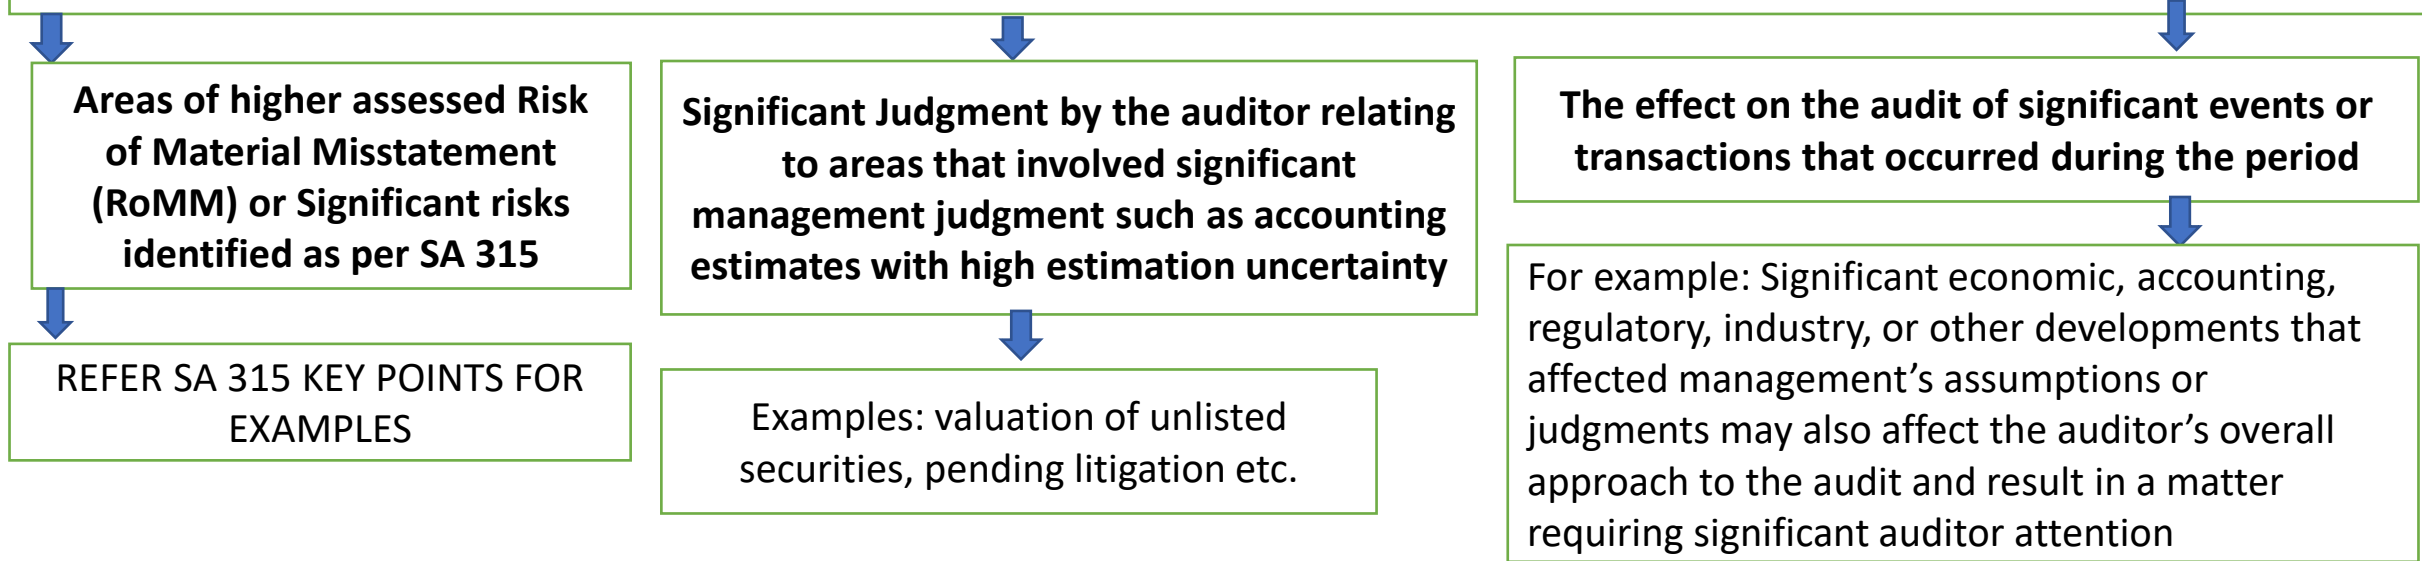 Areas of higher assessed Risk
of Material Misstatement
(RoMM) or Significant risks
identified as per SA 315
REFER SA 315 KEY POINTS FOR
EXAMPLES
Significant Judgment by the auditor relating
to areas that involved significant
management judgment such as accounting
estimates with high estimation uncertainty
Examples: valuation of unlisted
securities, pending litigation etc.
The effect on the audit of significant events or
transactions that occurred during the period
For example: Significant economic, accounting,
regulatory, industry, or other developments that
affected management’s assumptions or
judgments may also affect the auditor’s overall
approach to the audit and result in a matter
requiring significant auditor attention